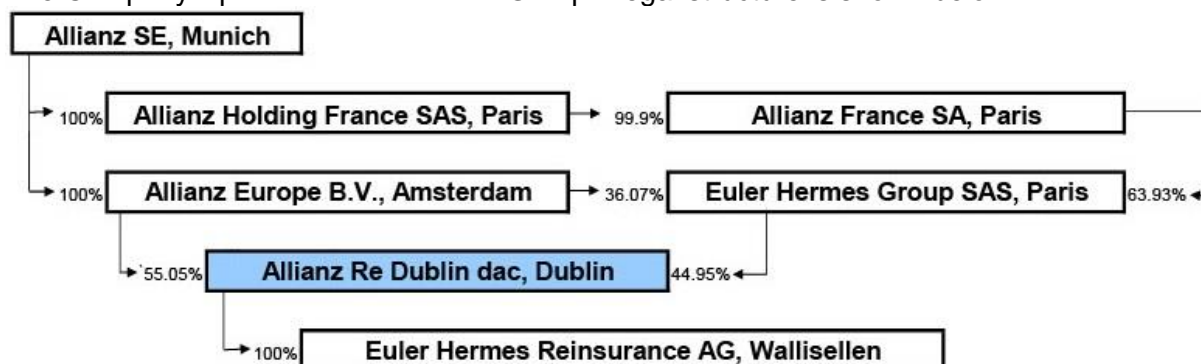 Allianz SE, Munich
100% Allianz Holding France SAS, Paris 99.9% Allianz France SA, Paris
100% Allianz Europe B.V., Amsterdam 36.07% Euler Hermes Group SAS, Paris 63.93%
55.05% Allianz Re Dublin dac, Dublin 44.95%
100% Euler Hermes Reinsurance AG, Wallisellen